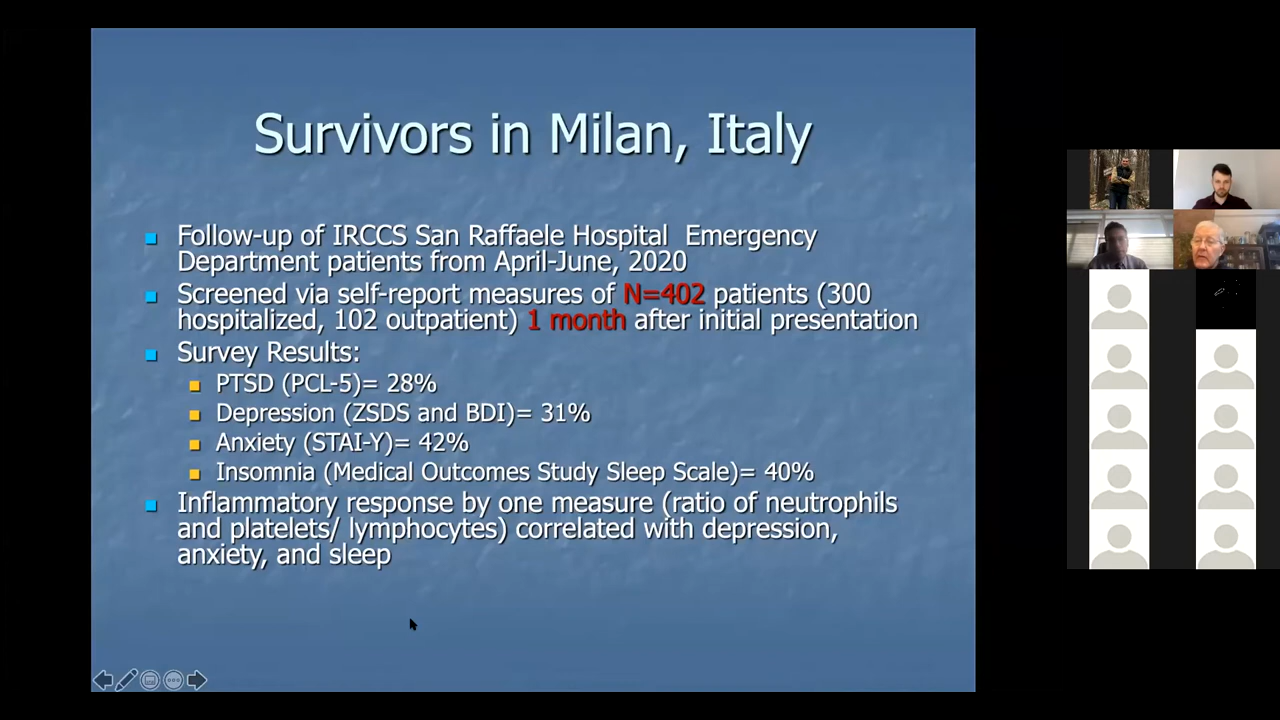 Survivors in Milan, Italy
Follow-up of IRCCS San Raffaele Hospital Emergency
Department patients from April-June, 2020
Screened via self-report measures of N=402 patients (300
hospitalized, 102 outpatient) 1 month after initial presentation
Survey Results:
PTSD (PCL-5)= 28%
Depression (ZSDS and BDI)= 31%
Anxiety (STAI-Y)= 42%
Insomnia (Medical Outcomes Study Sleep Scale)= 40%
Inflammatory response by one measure (ratio of neutrophils
and platelets/ lymphocytes) correlated with depression,
anxiety, and sleep